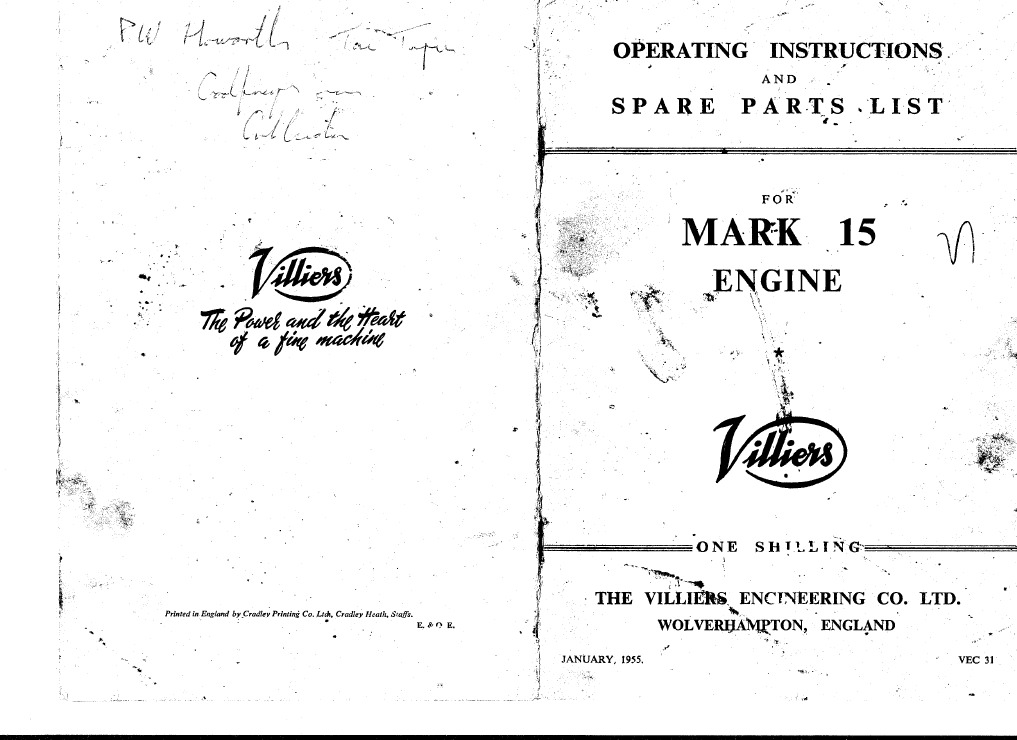 PW Howorth
Villiers
The Power and the Heart
of a fine machine
Printed in England by Cradley Printing Co. Ltd., Cradley Heath, Staffs.
E. & O. E.
OPERATING INSTRUCTIONS
AND
SPARE PARTS LIST
FOR
MARK 15
ENGINE
*
Villiers
ONE SHILLING
THE VILLIERS ENGINEERING CO. LTD.
WOLVERHAMPTON, ENGLAND
JANUARY, 1955.
VEC 31